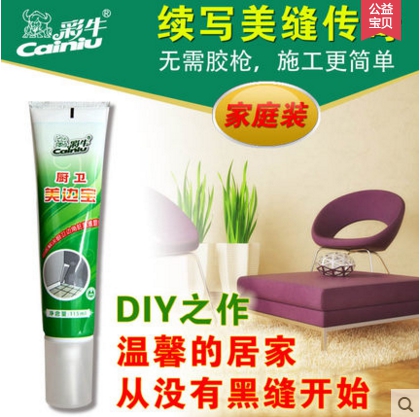 彩牛
Cainiu
续写美缝传
公益
宝贝
无需胶枪，施工更简单
家庭装
彩牛
Cainiu
厨卫
美边宝
净含量：115ml
DIY之作
温馨的居家
从没有黑缝开始